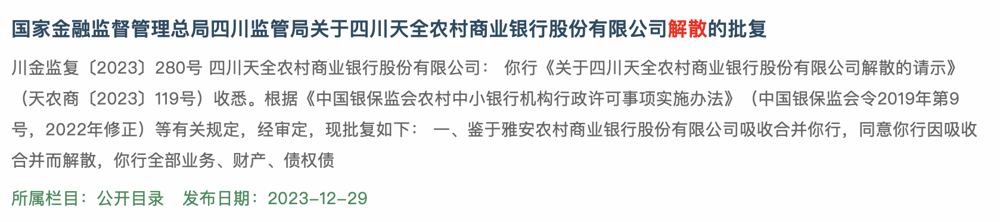 国家金融监督管理总局四川监管局关于四川天全农村商业银行股份有限公司解散的批复
川金监复〔2023〕280号 四川天全农村商业银行股份有限公司： 你行《关于四川天全农村商业银行股份有限公司解散的请示》
（天农商〔2023〕119号）收悉。根据《中国银保监会农村中小银行机构行政许可事项实施办法》（中国银保监会令2019年第9
号，2022年修正）等有关规定，经审定，现批复如下： 一、鉴于雅安农村商业银行股份有限公司吸收合并你行，同意你行因吸收
合并而解散，你行全部业务、财产、债权债
所属栏目：公开目录 发布日期：2023-12-29